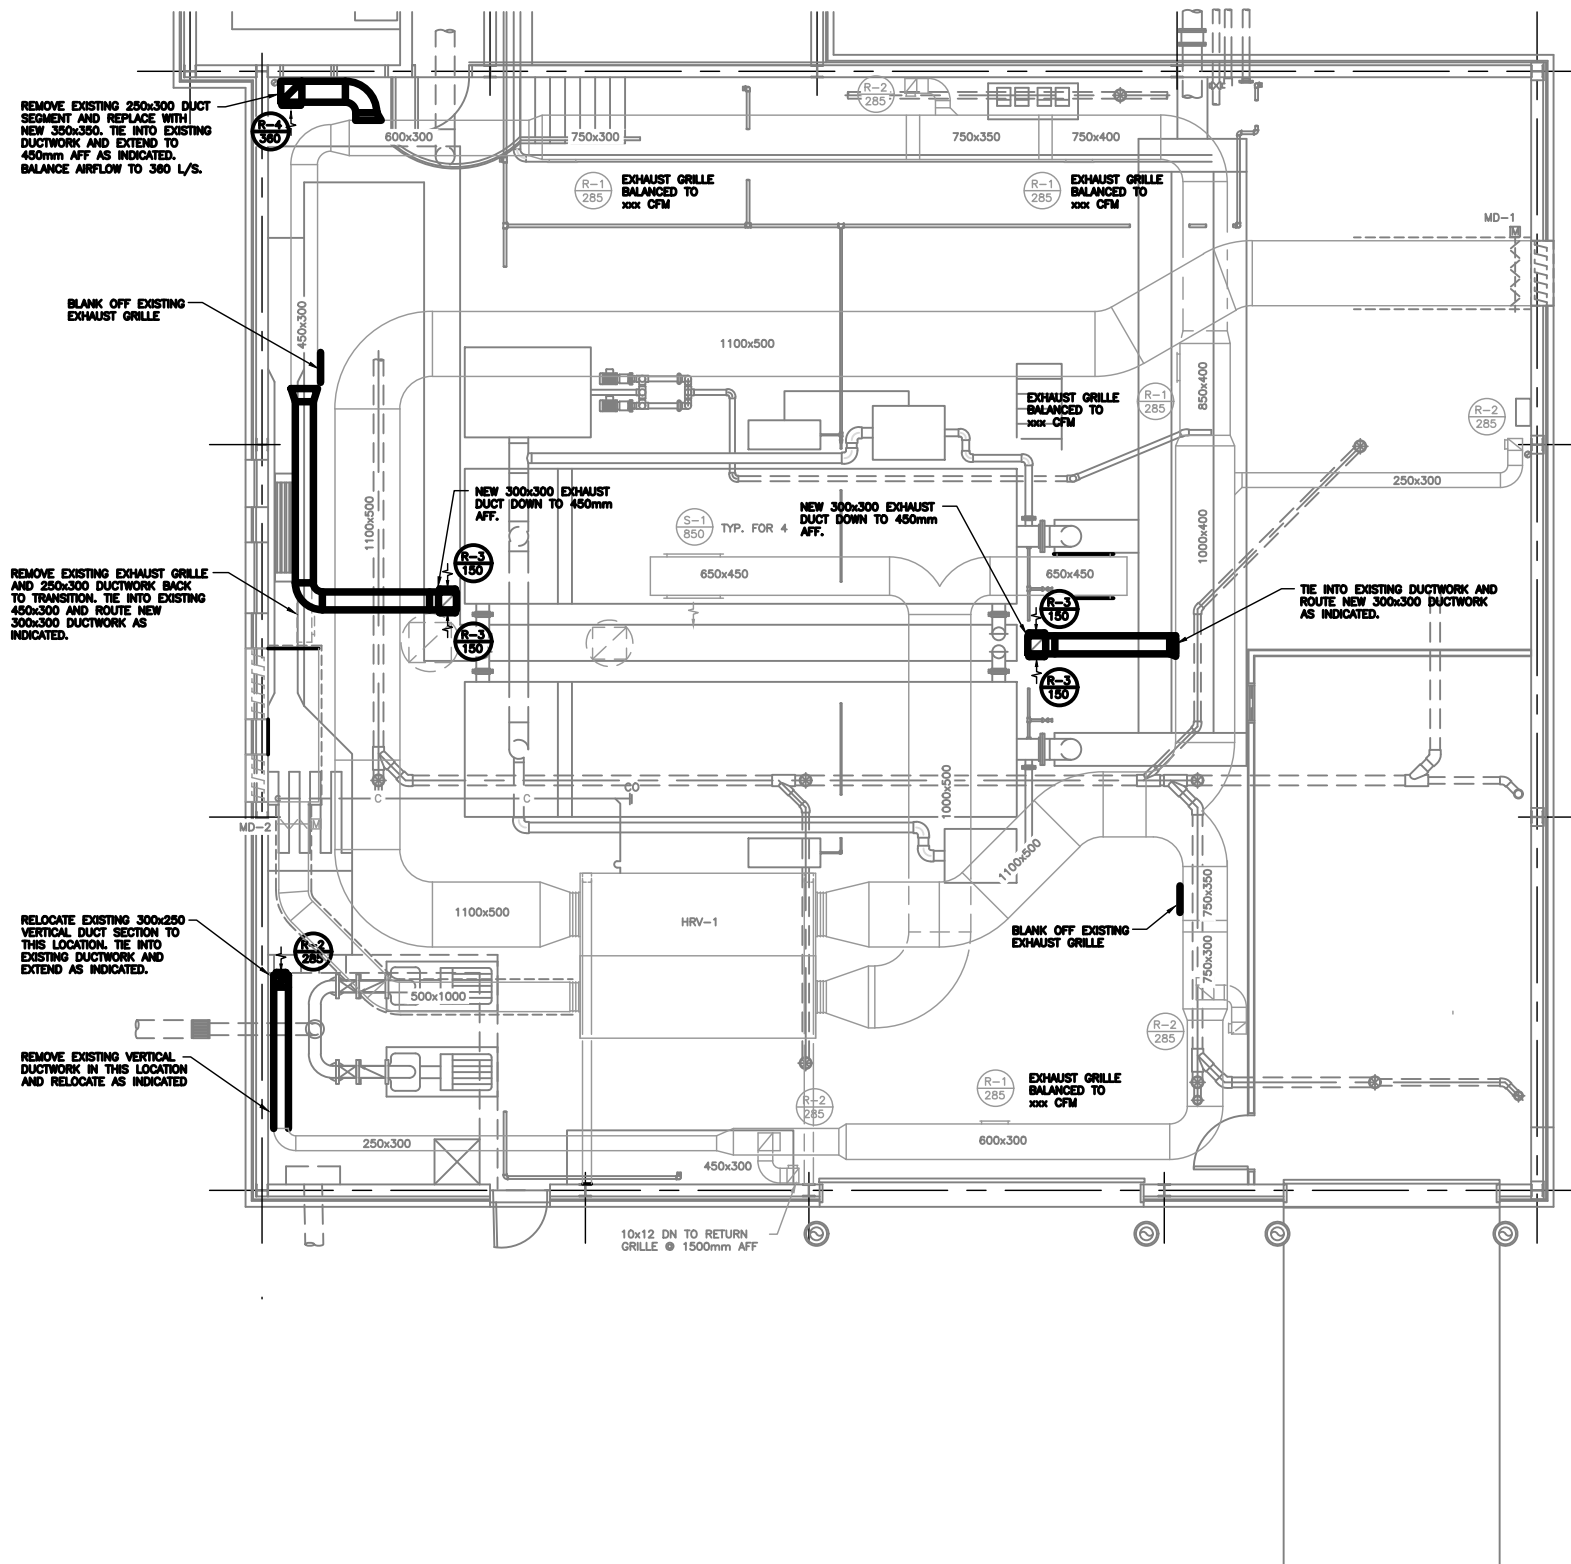 REMOVE EXISTING 250x300 DUCT
SEGMENT AND REPLACE WITH
NEW 350x350. TIE INTO EXISTING
DUCTWORK AND EXTEND TO
450mm AFF AS INDICATED.
BALANCE AIRFLOW TO 360 L/S.
R-4
360
600x300
750x300
R-2
285
750x350
750x400
R-1
285
EXHAUST GRILLE
BALANCED TO
xxx CFM
R-1
285
EXHAUST GRILLE
BALANCED TO
xxx CFM
MD-1
M
BLANK OFF EXISTING
EXHAUST GRILLE
450x300
1100x500
EXHAUST GRILLE
BALANCED TO
xxx CFM
R-1
285
850x400
R-2
285
250x300
1100x500
NEW 300x300 EXHAUST
DUCT DOWN TO 450mm
AFF.
S-1
850
TYP. FOR 4
NEW 300x300 EXHAUST
DUCT DOWN TO 450mm
AFF.
1000x400
REMOVE EXISTING EXHAUST GRILLE
AND 250x300 DUCTWORK BACK
TO TRANSITION. TIE INTO EXISTING
450x300 AND ROUTE NEW
300x300 DUCTWORK AS
INDICATED.
R-3
150
R-3
150
650x450
650x450
R-3
150
R-3
150
TIE INTO EXISTING DUCTWORK AND
ROUTE NEW 300x300 DUCTWORK
AS INDICATED.
C
C
CO
MD-2
M
1000x500
1100x500
1100x500
HRV-1
750x350
BLANK OFF EXISTING
EXHAUST GRILLE
750x300
RELOCATE EXISTING 300x250
VERTICAL DUCT SECTION TO
THIS LOCATION. TIE INTO
EXISTING DUCTWORK AND
EXTEND AS INDICATED.
R-2
285
500x1000
R-2
285
REMOVE EXISTING VERTICAL
DUCTWORK IN THIS LOCATION
AND RELOCATE AS INDICATED
R-2
285
R-1
285
EXHAUST GRILLE
BALANCED TO
xxx CFM
250x300
450x300
600x300
10x12 DN TO RETURN
GRILLE @ 1500mm AFF